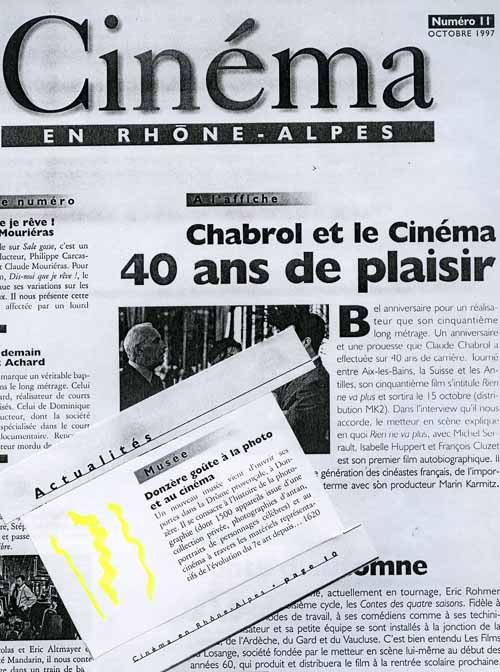 Cinéma
Numéro 11
OCTOBRE 1997
EN RHÔNE-ALPES
e numéro
e je rêve !
Mouriéras
le sur Sale gosse, c'est un
ducteur, Philippe Carcas-
t Claude Mouriéras. Pour
n, Dis-moi que je rêve !, le
ue ses variations sur les
ux. Il nous présente cette
affectée par un lourd
demain
t Achard
marque un véritable bap-
ns le long métrage. Celui
ard, réalisateur de courts
isés. Celui de Dominique
ucteur, dont la société
spécialisée dans le court
documentaire.
teur mordu
et passe
olas et Eric Altmayer
té Mandarin, il nous conte
dans un train de ba
A l'affiche
Chabrol et le Cinéma
40 ans de plaisir
Bel anniversaire pour un réalisa-
teur que son cinquantième
long métrage. Un anniversaire
et une prouesse que Claude Chabrol a
effectuée sur 40 ans de carrière. Tourné
entre Aix-les-Bains, la Suisse et les An-
tilles, son cinquantième film s'intitule Rien
ne va plus et sortira le 15 octobre (distri-
bution MK2). Dans l'interview qu'il nous
accorde, le metteur en scène explique
en quoi Rien ne va plus, avec Michel Ser-
rault, Isabelle Huppert et François Cluzet
est son premier film autobiographique. Il
génération des cinéastes français, de l'impor-
terme avec son producteur Marin Karmitz.
Actualités
Musée
Donzère goûte à la photo
et au cinéma
Un nouveau musée vient d'ouvrir ses
portes dans la Drôme Provençale, à Don-
zère. Il se consacre à l'histoire de la photo-
graphie (dont 1500 appareils issus d'une
collection privée, photographies d'antan,
portraits de personnages célèbres) et au
cinéma à travers les matériels représenta-
tifs de l'évolution du 7e art depuis...1620
Cinéma en Rhône-Alpes • page 10
omne
e, actuellement en tournage, Eric Rohmer
sième cycle, les Contes des quatre saisons. Fidèle à
odes de travail, à ses comédiens comme à ses techni-
sateur et sa petite équipe se sont installés à la jonction de la
de l'Ardèche, du Gard et du Vaucluse. C'est bien entendu Les Films
Losange, société fondée par le metteur en scène lui-même au début des
années 60, qui produit et distribuera le film à la rentrée scolaire prochaine